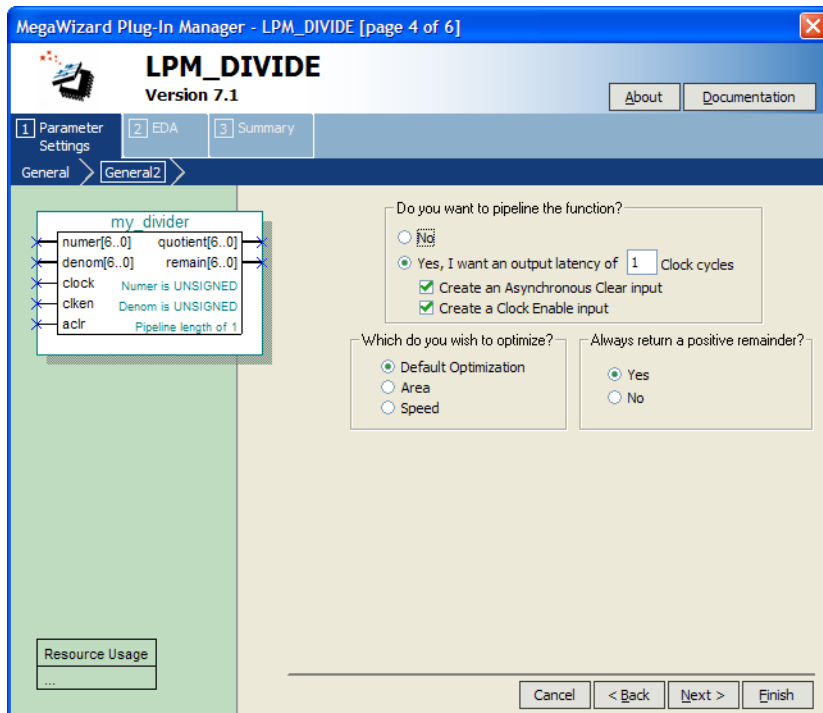 MegaWizard Plug-In Manager - LPM_DIVIDE [page 4 of 6]
LPM_DIVIDE
Version 7.1
About
Documentation
1 Parameter Settings
2 EDA
3 Summary
General
General2
my_divider
numer[6..0] quotient[6..0]
denom[6..0] remain[6..0]
clock Numer is UNSIGNED
clken Denom is UNSIGNED
aclr Pipeline length of 1
Do you want to pipeline the function?
No
Yes, I want an output latency of 1 Clock cycles
Create an Asynchronous Clear input
Create a Clock Enable input
Which do you wish to optimize?
Default Optimization
Area
Speed
Always return a positive remainder?
Yes
No
Resource Usage
...
Cancel
< Back
Next >
Finish